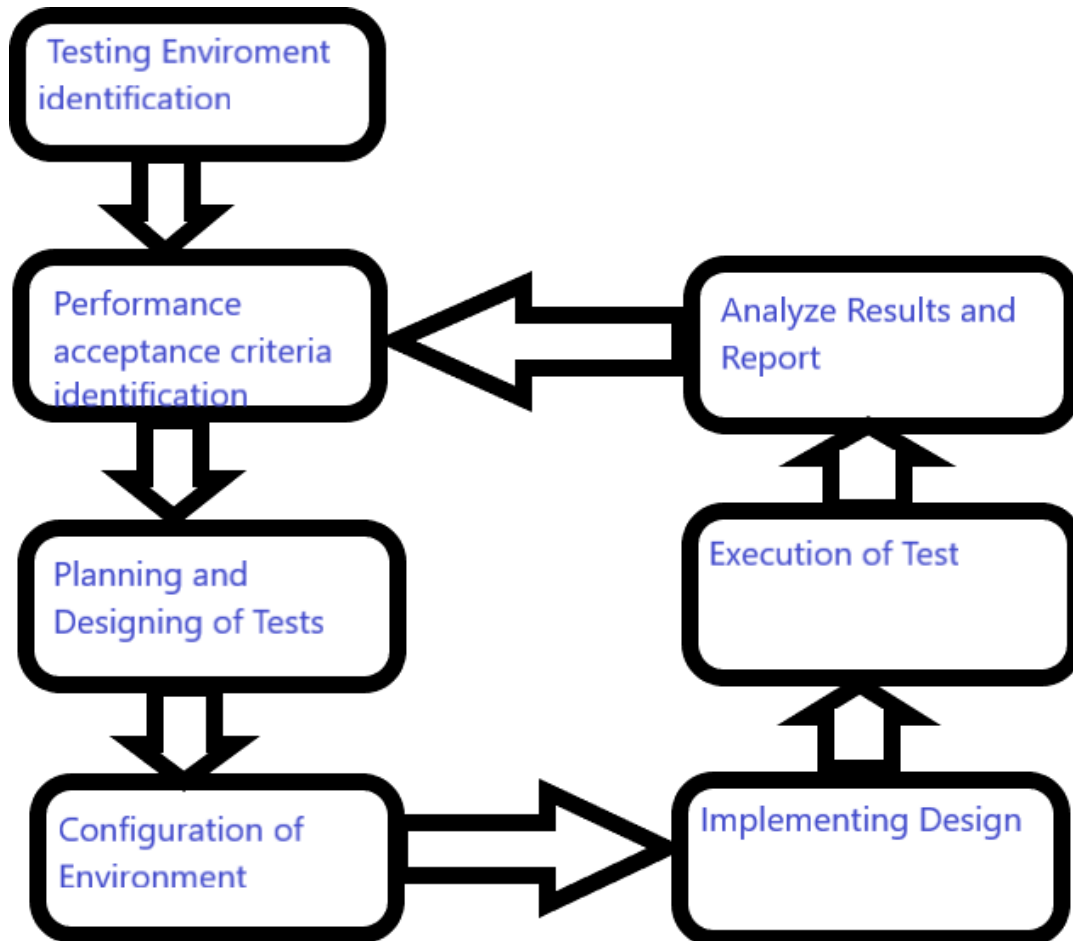 Testing Enviroment
identification
Performance
acceptance criteria
identification
Planning and
Designing of Tests
Configuration of
Environment
Implementing Design
Execution of Test
Analyze Results and
Report